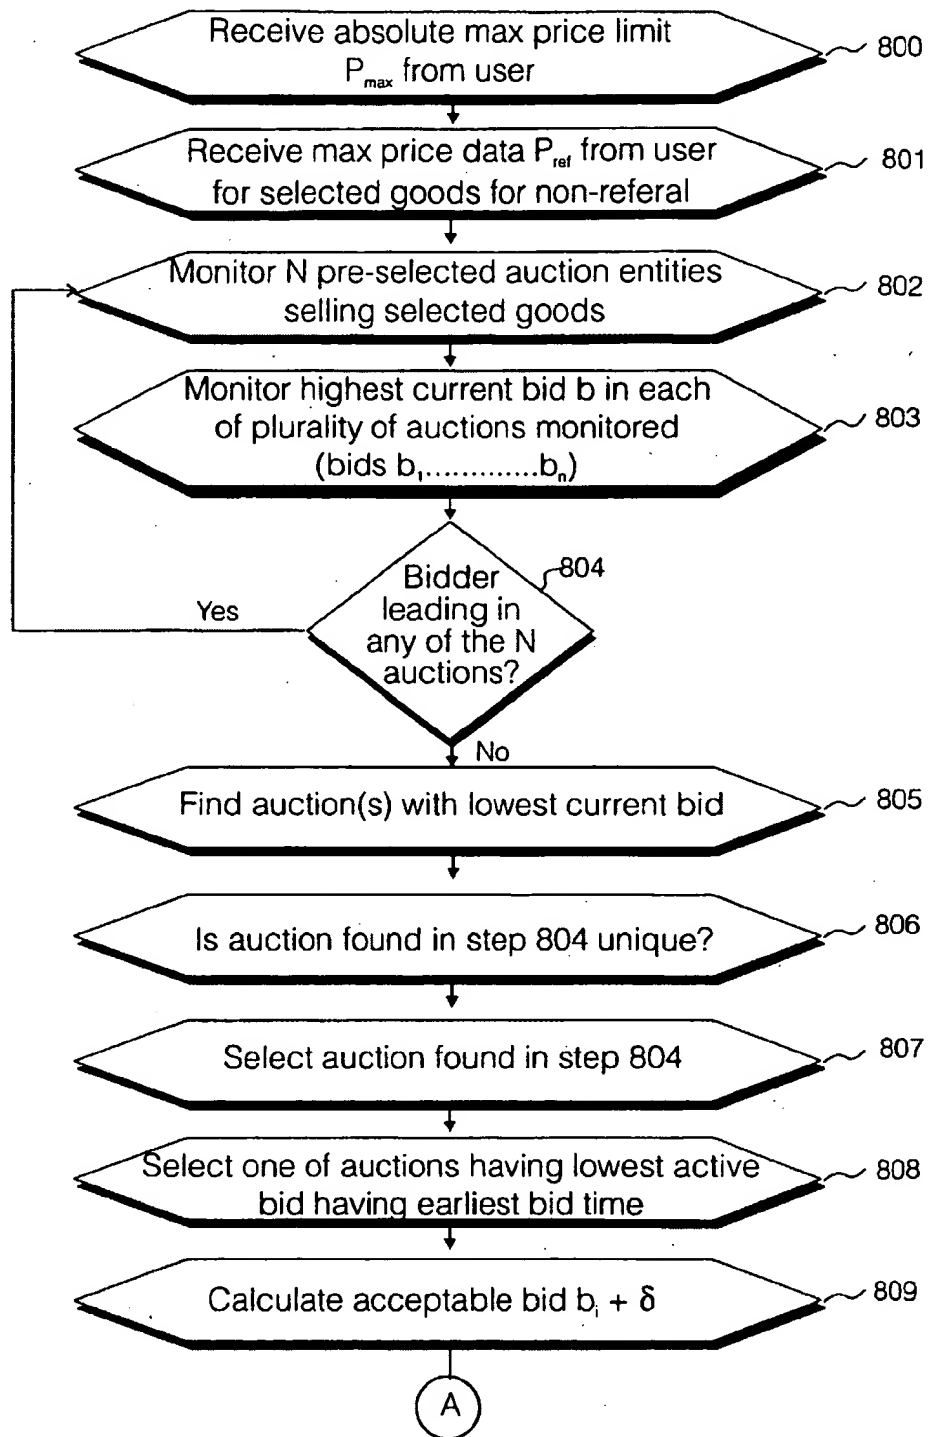 Receive absolute max price limit
Pmax from user
800
Receive max price data Pref from user
for selected goods for non-referal
801
Monitor N pre-selected auction entities
selling selected goods
802
Monitor highest current bid b in each
of plurality of auctions monitored
(bids b1.............bn)
803
Bidder
leading in
any of the N
auctions?
804
Yes
No
Find auction(s) with lowest current bid
805
Is auction found in step 804 unique?
806
Select auction found in step 804
807
Select one of auctions having lowest active
bid having earliest bid time
808
Calculate acceptable bid bi + δ
809
A